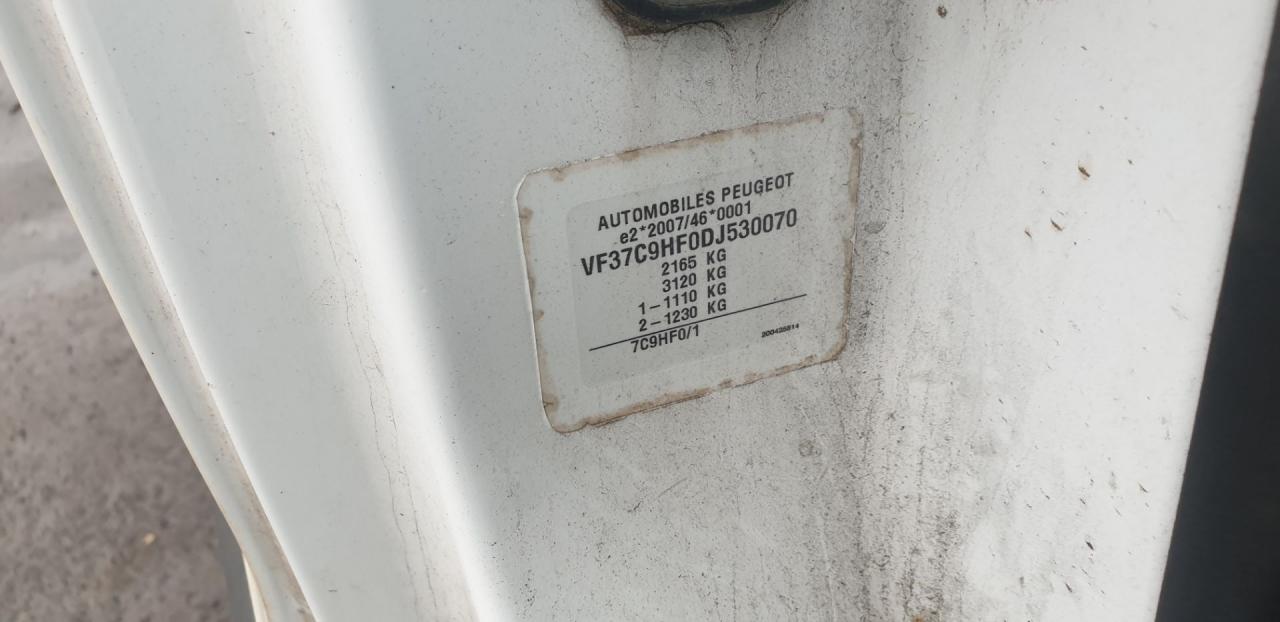 AUTOMOBILES PEUGEOT
e2*2007/46*0001
VF37C9HF0DJ530070
2165 KG
3120 KG
1-1110 KG
2-1230 KG
7C9HF0/1
200425814